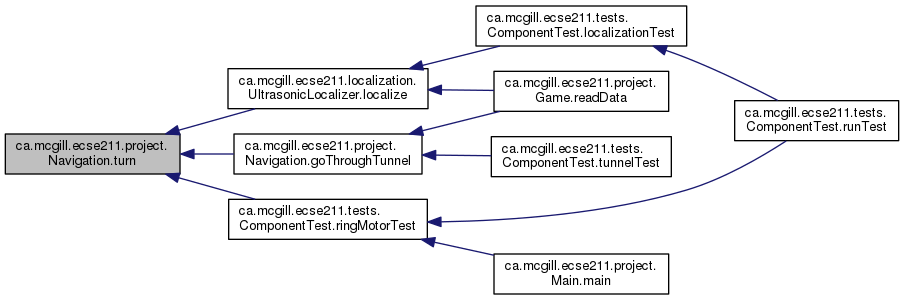 ca.mcgill.ecse211.project.
Navigation.turn
ca.mcgill.ecse211.localization.
UltrasonicLocalizer.localize
ca.mcgill.ecse211.tests.
ComponentTest.localizationTest
ca.mcgill.ecse211.project.
Game.readData
ca.mcgill.ecse211.tests.
ComponentTest.runTest
ca.mcgill.ecse211.project.
Navigation.goThroughTunnel
ca.mcgill.ecse211.tests.
ComponentTest.tunnelTest
ca.mcgill.ecse211.tests.
ComponentTest.ringMotorTest
ca.mcgill.ecse211.project.
Main.main